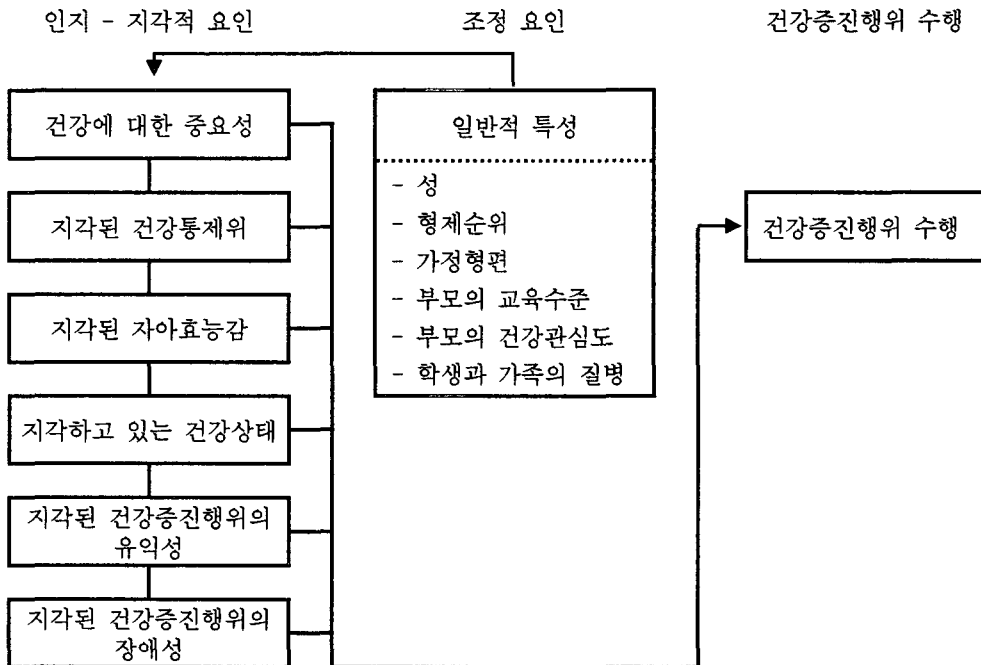 인지 - 지각적 요인
조정 요인
건강증진행위 수행
건강에 대한 중요성
지각된 건강통제위
지각된 자아효능감
지각하고 있는 건강상태
지각된 건강증진행위의
유익성
지각된 건강증진행위의
장애성
일반적 특성
- 성
- 형제순위
- 가정형편
- 부모의 교육수준
- 부모의 건강관심도
- 학생과 가족의 질병
건강증진행위 수행